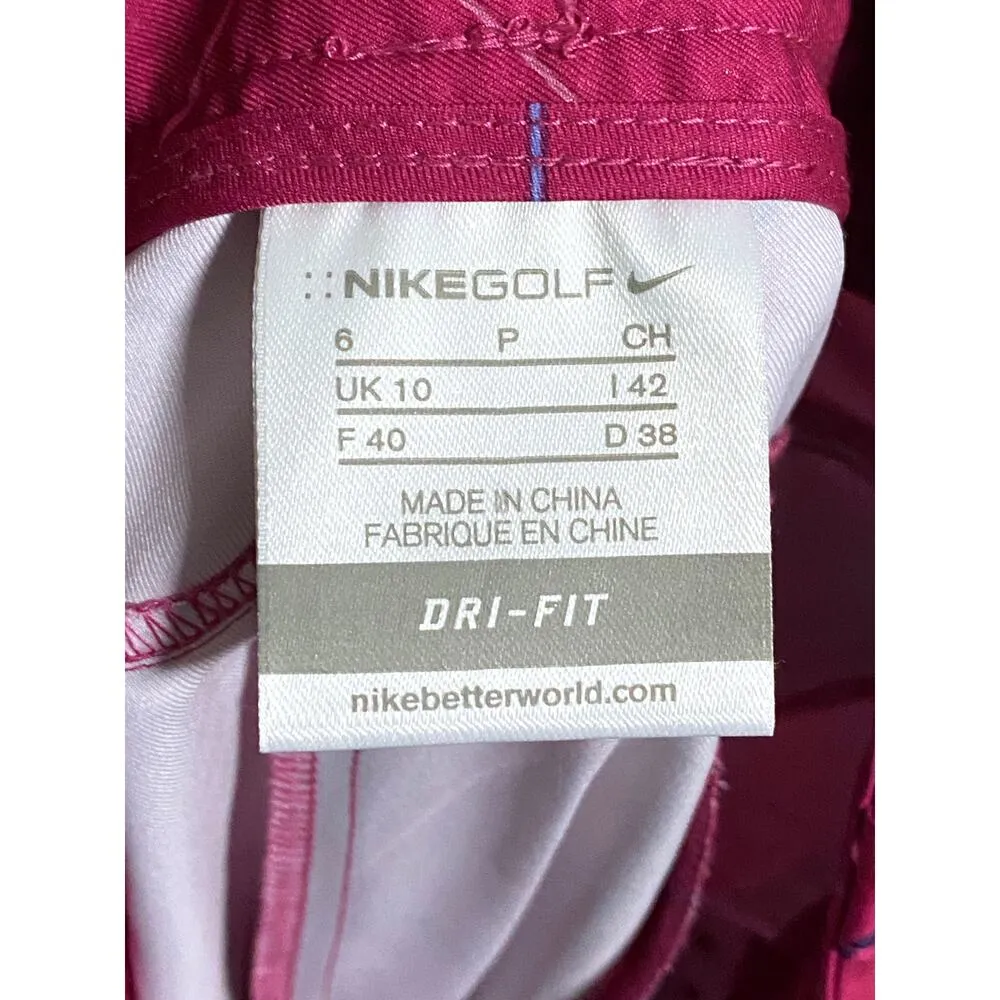 ::NIKEGOLF
6 P CH
UK 10 I 42
F 40 D 38
MADE IN CHINA
FABRIQUE EN CHINE
DRI-FIT
nikebetterworld.com